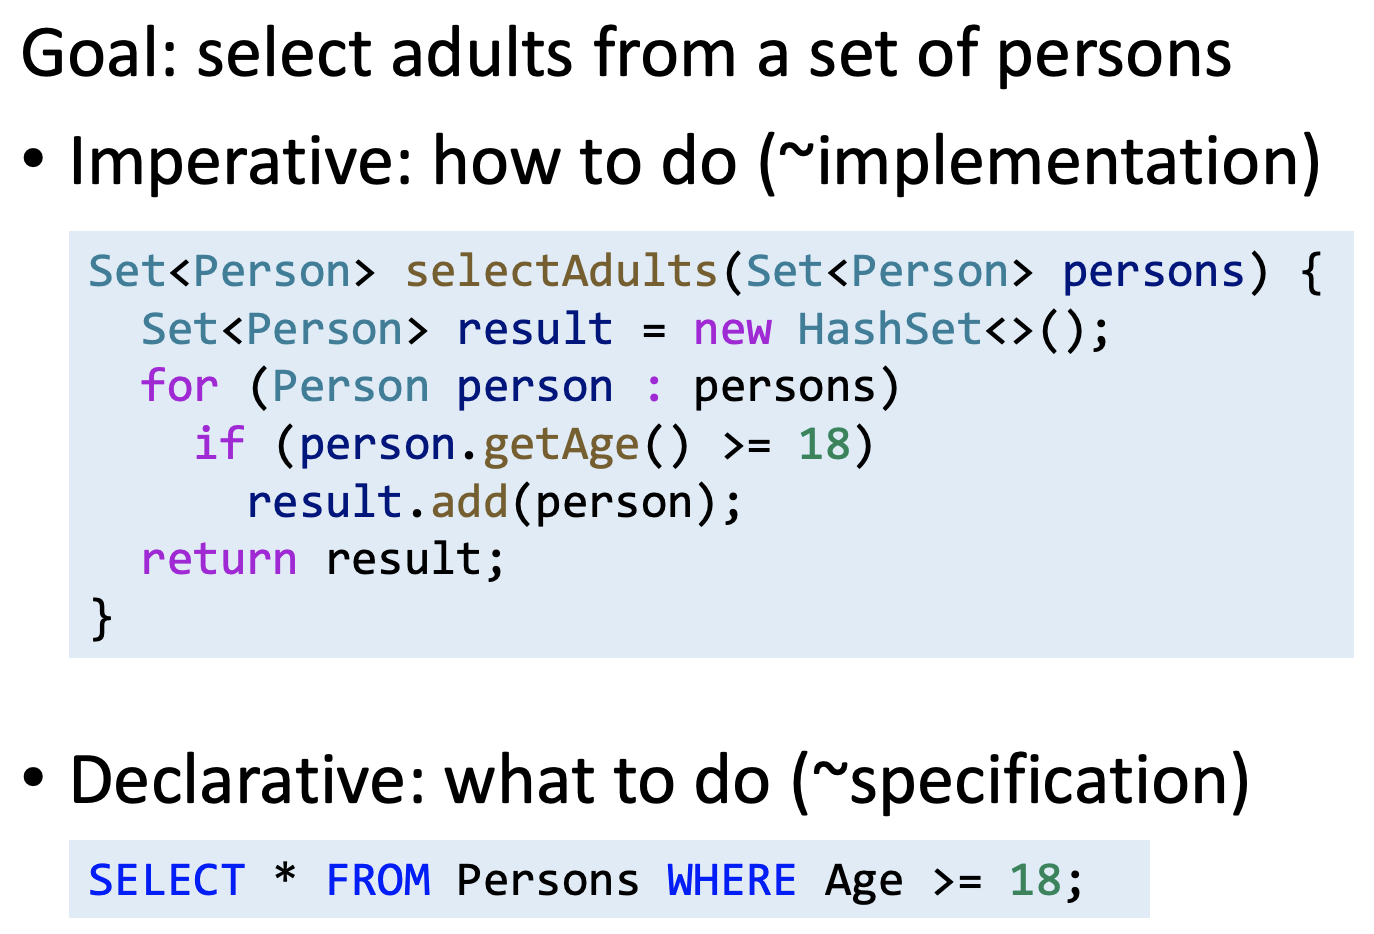 Goal: select adults from a set of persons
• Imperative: how to do (~implementation)
Set<Person> selectAdults(Set<Person> persons) {
  Set<Person> result = new HashSet<>();
  for (Person person : persons)
    if (person.getAge() >= 18)
      result.add(person);
  return result;
}
• Declarative: what to do (~specification)
SELECT * FROM Persons WHERE Age >= 18;